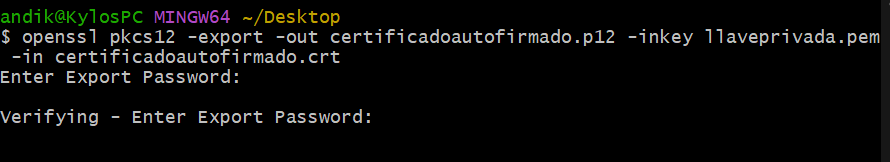 andik@KylosPC MINGW64 ~/Desktop
$ openssl pkcs12 -export -out certificadoautofirmado.p12 -inkey llaveprivada.pem
-in certificadoautofirmado.crt
Enter Export Password:
Verifying - Enter Export Password: